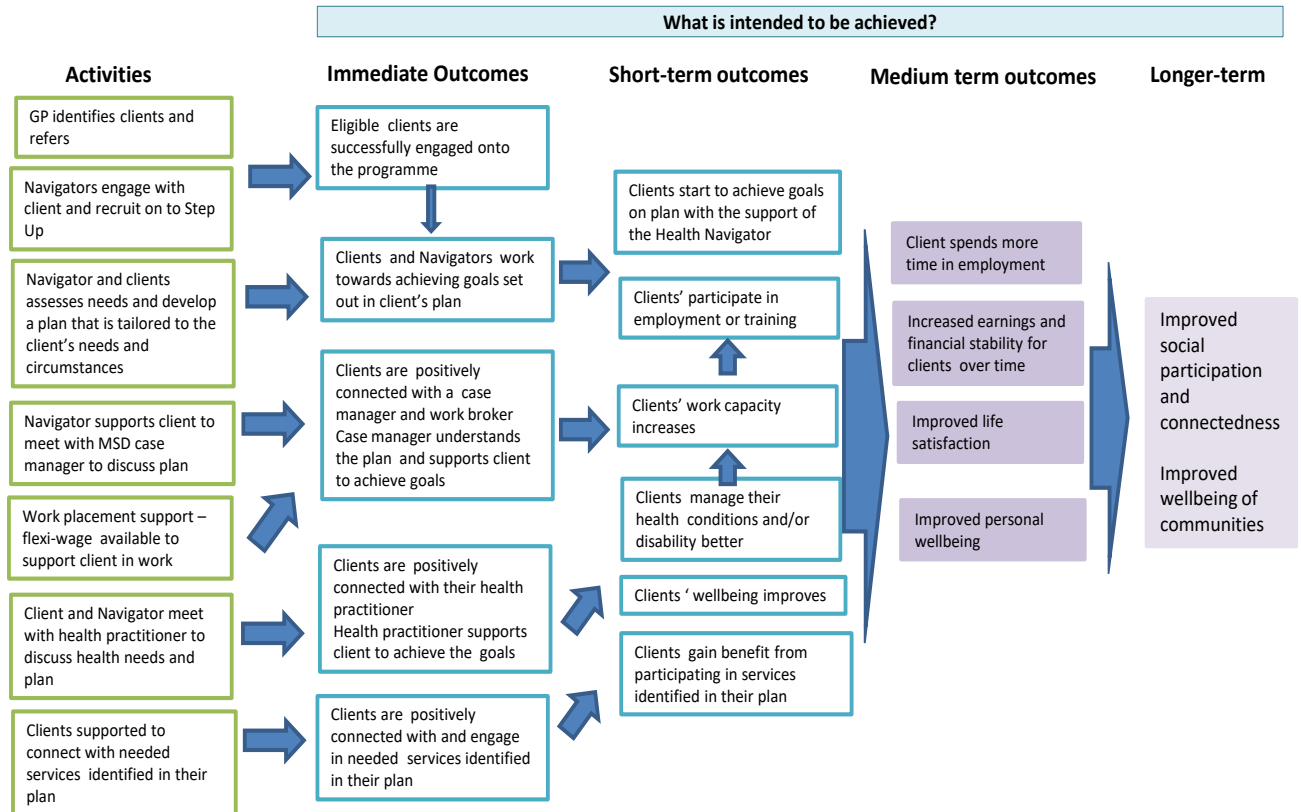 What is intended to be achieved?
Activities
Immediate Outcomes
Short-term outcomes
Medium term outcomes
Longer-term
GP identifies clients and
refers
Navigators engage with
client and recruit on to Step
Up
Navigator and clients
assesses needs and develop
a plan that is tailored to the
client's needs and
circumstances
Navigator supports client to
meet with MSD case
manager to discuss plan
Work placement support –
flexi-wage available to
support client in work
Client and Navigator meet
with health practitioner to
discuss health needs and
plan
Clients supported to
connect with needed
services identified in their
plan
Eligible clients are
successfully engaged onto
the programme
Clients and Navigators work
towards achieving goals set
out in client's plan
Clients are positively
connected with a case
manager and work broker
Case manager understands
the plan and supports client
to achieve goals
Clients are positively
connected with their health
practitioner
Health practitioner supports
client to achieve the goals
Clients are positively
connected with and engage
in needed services identified
in their plan
Clients start to achieve goals
on plan with the support of
the Health Navigator
Clients' participate in
employment or training
Clients' work capacity
increases
Clients manage their
health conditions and/or
disability better
Clients ' wellbeing improves
Clients gain benefit from
participating in services
identified in their plan
Client spends more
time in employment
Increased earnings and
financial stability for
clients over time
Improved life
satisfaction
Improved personal
wellbeing
Improved
social
participation
and
connectedness
Improved
wellbeing of
communities